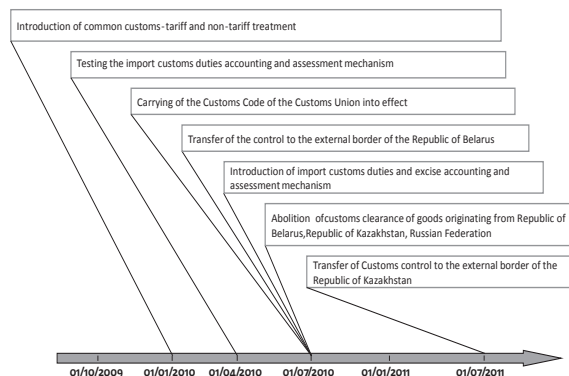 Introduction of common customs-tariff and non-tariff treatment
Testing the import customs duties accounting and assessment mechanism
Carrying of the Customs Code of the Customs Union into effect
Transfer of the control to the external border of the Republic of Belarus
Introduction of import customs duties and excise accounting and
assessment mechanism
Abolition ofcustoms clearance of goods originating from Republic of
Belarus,Republic of Kazakhstan, Russian Federation
Transfer of Customs control to the external border of the
Republic of Kazakhstan
01/10/2009 01/01/2010 01/04/2010 01/07/2010 01/01/2011 01/07/2011